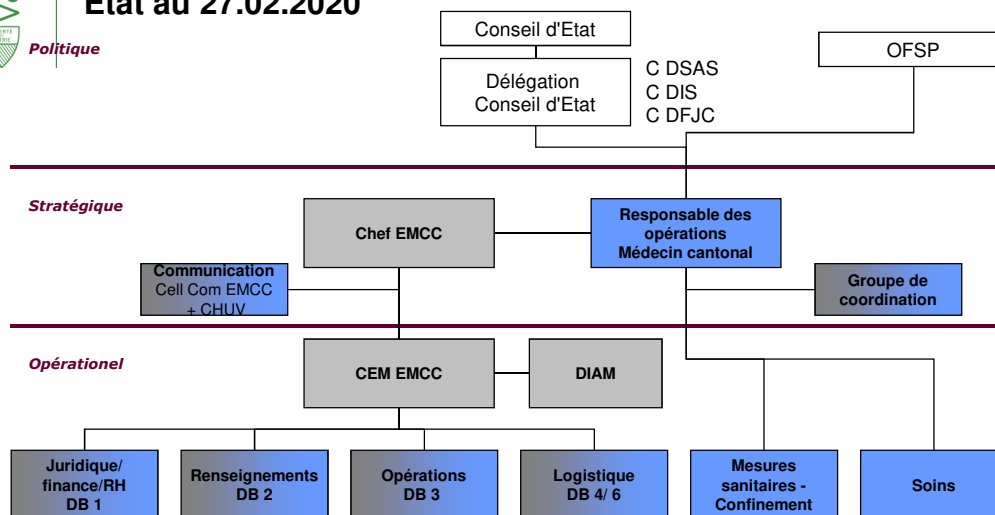 Etat au 27.02.2020
Politique
Conseil d'Etat
OFSP
Délégation
Conseil d'Etat
C DSAS
C DIS
C DFJC
Stratégique
Chef EMCC
Responsable des
opérations
Médecin cantonal
Communication
Cell Com EMCC
+ CHUV
Groupe de
coordination
Opérationel
CEM EMCC
DIAM
Juridique/
finance/RH
DB 1
Renseignements
DB 2
Opérations
DB 3
Logistique
DB 4/ 6
Mesures
sanitaires -
Confinement
Soins